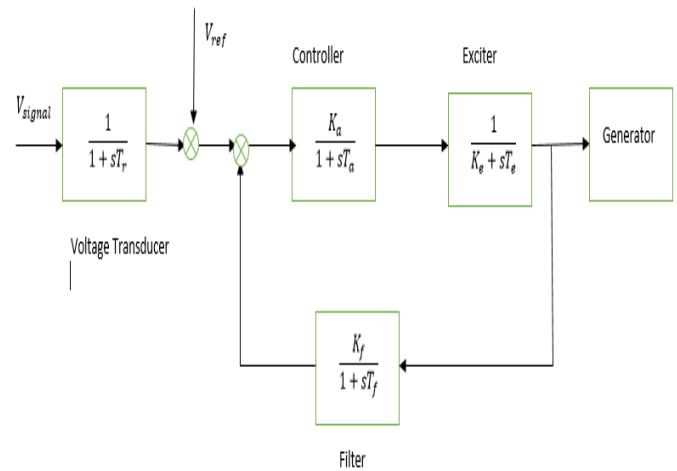 V_ref
Controller
Exciter
V_signal
1
1 + sT_r
K_a
1 + sT_a
1
K_e + sT_e
Generator
Voltage Transducer
K_f
1 + sT_f
Filter